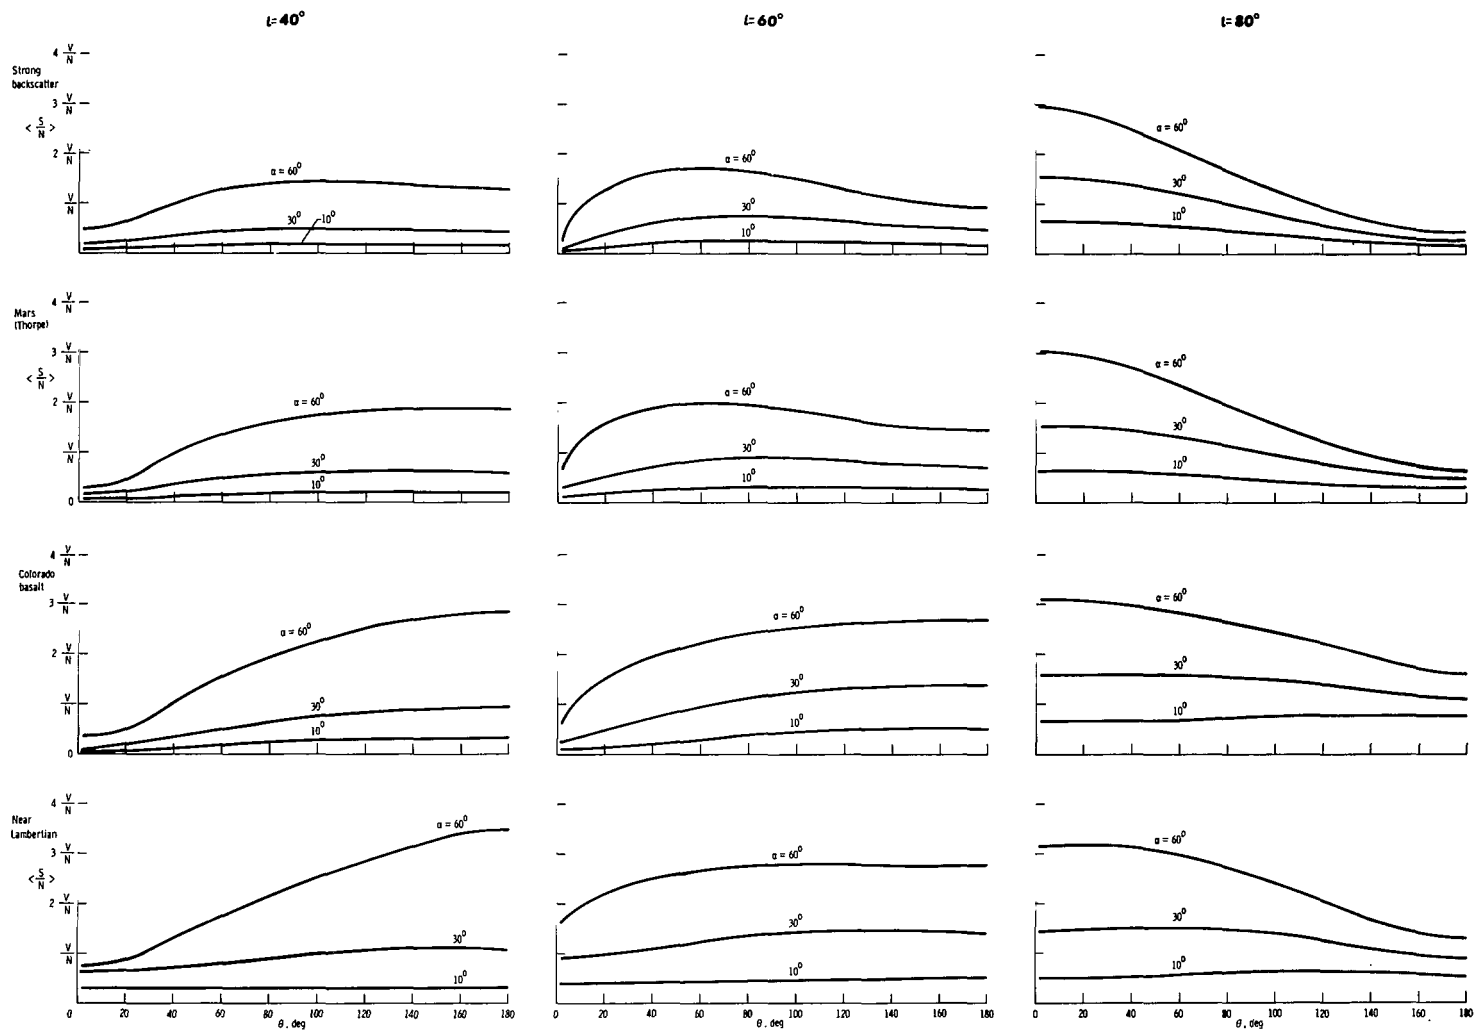 ι=40° ι=60° ι=80°
Strong
backscatter
<S/N>
4 V/N
3 V/N
2 V/N
V/N
α = 60°
30°
10°
α = 60°
30°
10°
α = 60°
30°
10°
Mars
(Thorpe)
<S/N>
4 V/N
3 V/N
2 V/N
V/N
0
α = 60°
30°
10°
α = 60°
30°
10°
α = 60°
30°
10°
Colorado
basalt
4 V/N
3 V/N
2 V/N
V/N
0
α = 60°
30°
10°
α = 60°
30°
10°
α = 60°
30°
10°
Near
Lambertian
<S/N>
4 V/N
3 V/N
2 V/N
V/N
α = 60°
30°
10°
α = 60°
30°
10°
α = 60°
30°
10°
0 20 40 60 80 100 120 140 160 180
θ, deg
0 20 40 60 80 100 120 140 160 180
θ, deg
0 20 40 60 80 100 120 140 160 180
θ, deg